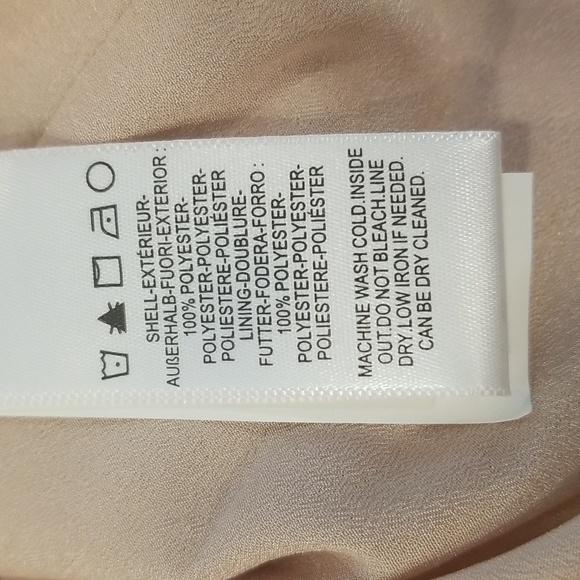 SHELL-EXTÉRIEUR-
AUßERHALB-FUORI-EXTERIOR :
100% POLYESTER-
POLYESTER-POLYESTER-
POLIESTERE-POLIÉSTER
LINING-DOUBLURE-
FUTTER-FODERA-FORRO :
100% POLYESTER-
POLYESTER-POLYESTER-
POLIESTERE-POLIÉSTER
MACHINE WASH COLD.INSIDE
OUT.DO NOT BLEACH.LINE
DRY.LOW IRON IF NEEDED.
CAN BE DRY CLEANED.